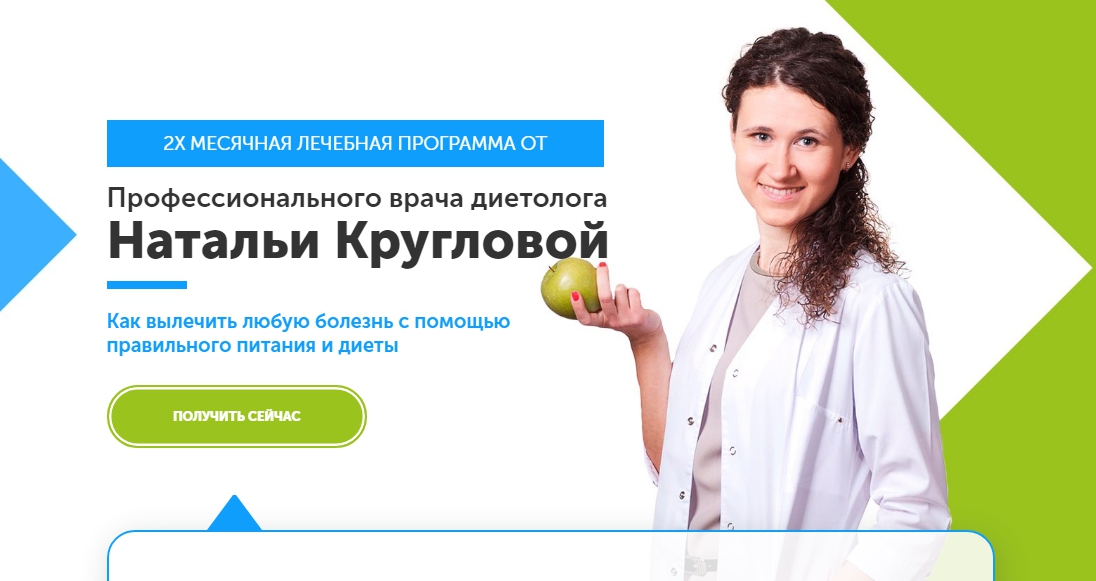 2Х МЕСЯЧНАЯ ЛЕЧЕБНАЯ ПРОГРАММА ОТ
Профессионального врача диетолога
Натальи Кругловой
Как вылечить любую болезнь с помощью
правильного питания и диеты
ПОЛУЧИТЬ СЕЙЧАС